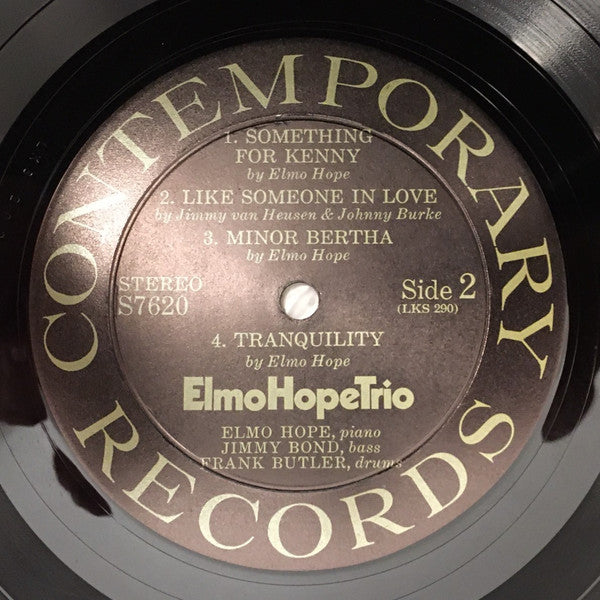 CONTEMPORARY
RECORDS
1. SOMETHING
FOR KENNY
by Elmo Hope
2. LIKE SOMEONE IN LOVE
by Jimmy van Heusen & Johnny Burke
3. MINOR BERTHA
by Elmo Hope
STEREO
S7620
Side 2
(LKS 290)
4. TRANQUILITY
by Elmo Hope
ElmoHopeTrio
ELMO HOPE, piano
JIMMY BOND, bass
FRANK BUTLER, drums